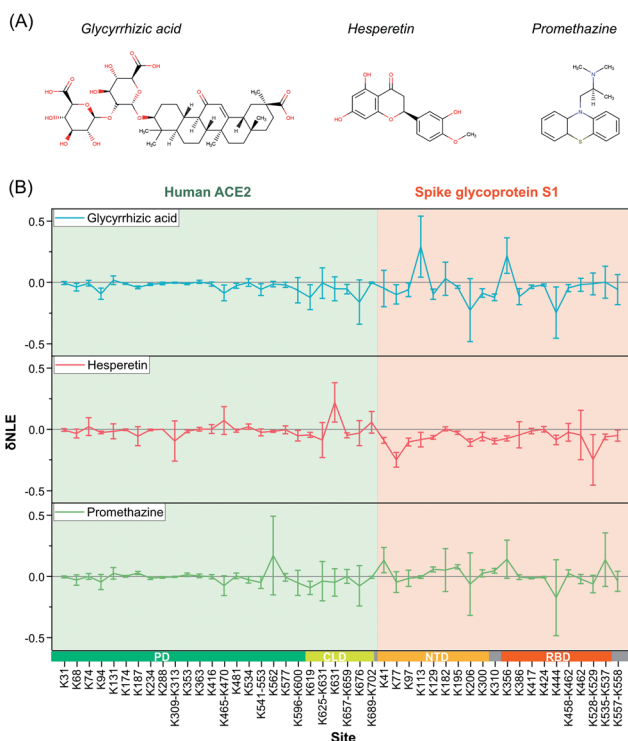 (A)
Glycyrrhizic acid
Hesperetin
Promethazine
(B)
Human ACE2
Spike glycoprotein S1
δNLE
0.5
0.0
-0.5
Glycyrrhizic acid
0.5
0.0
-0.5
Hesperetin
0.5
0.0
-0.5
Promethazine
PD CLD NTD RBD
K31
K68
K74
K94
K131
K174
K187
K234
K288
K309-K313
K353
K363
K416
K465-470
K481
K534
K541-553
K562
K577
K596-K600
K619
K625-K631
K631
K657-K659
K676
K689-K702
K41
K77
K97
K113
K129
K182
K195
K206
K300
K310
K356
K386
K417
K424
K444
K458-K462
K462
K528-K529
K535-K537
K557-K558
Site